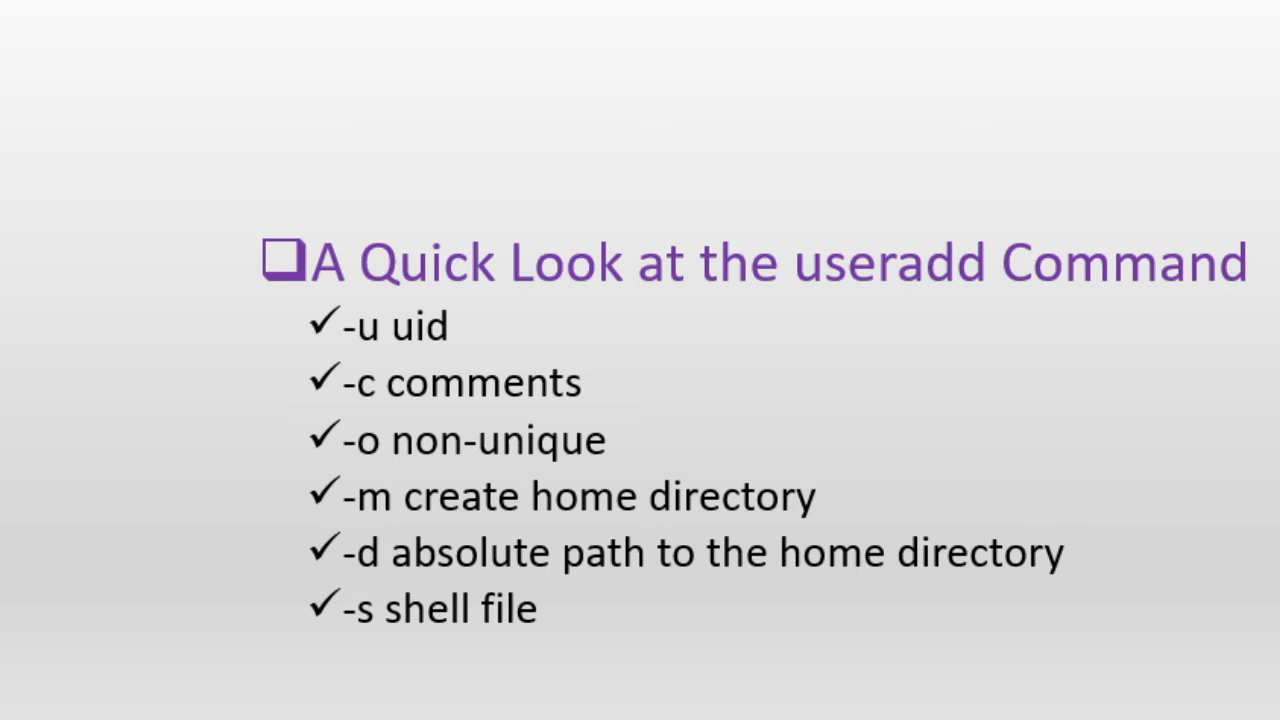 ❑A Quick Look at the useradd Command
✓-u uid
✓-c comments
✓-o non-unique
✓-m create home directory
✓-d absolute path to the home directory
✓-s shell file